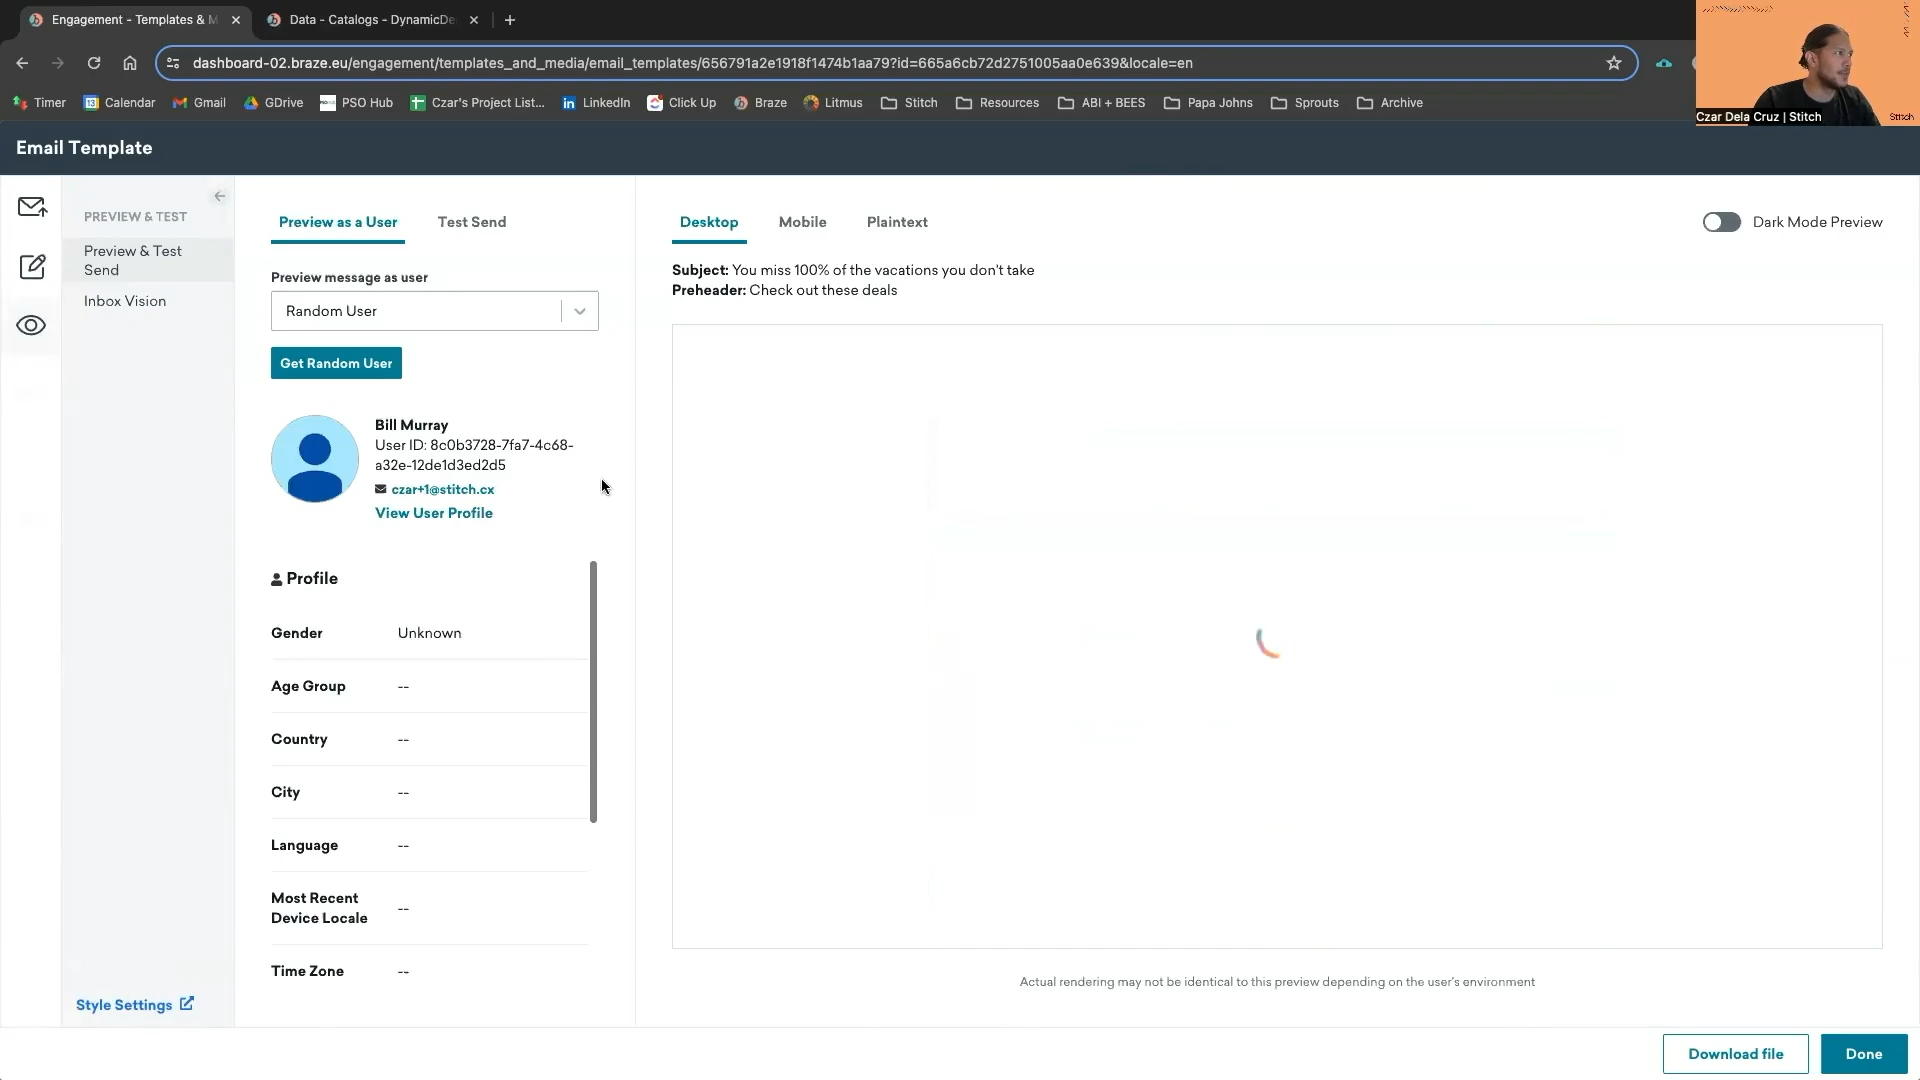 Engagement - Templates & M
Data - Catalogs - DynamicDe
dashboard-02.braze.eu/engagement/templates_and_media/email_templates/656791a2e1918f1474b1aa79?id=665a6cb72d2751005aa0e639&locale=en
Timer
Calendar
Gmail
GDrive
PSO Hub
Czar's Project List...
LinkedIn
Click Up
Braze
Litmus
Stitch
Resources
ABI + BEES
Papa Johns
Sprouts
Archive
Czar Dela Cruz | Stitch
Stitch
Email Template
PREVIEW & TEST
Preview & Test
Send
Inbox Vision
Style Settings
Preview as a User
Test Send
Preview message as user
Random User
Get Random User
Bill Murray
User ID: 8c0b3728-7fa7-4c68-
a32e-12de1d3ed2d5
czar+1@stitch.cx
View User Profile
Profile
Gender Unknown
Age Group --
Country --
City --
Language --
Most Recent
Device Locale --
Time Zone --
Desktop
Mobile
Plaintext
Dark Mode Preview
Subject: You miss 100% of the vacations you don't take
Preheader: Check out these deals
Actual rendering may not be identical to this preview depending on the user's environment
Download file
Done